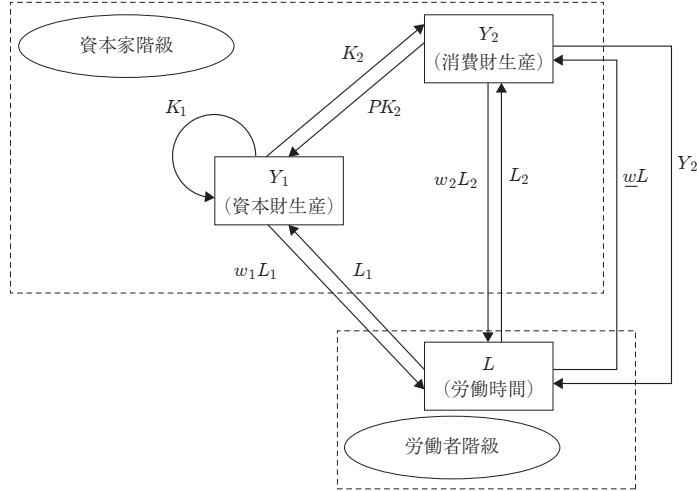 資本家階級
Y₂
（消費財生産）
K₂
PK₂
K₁
Y₁
（資本財生産）
w₂L₂
L₂
w̲L
Y₂
w₁L₁
L₁
L
（労働時間）
労働者階級